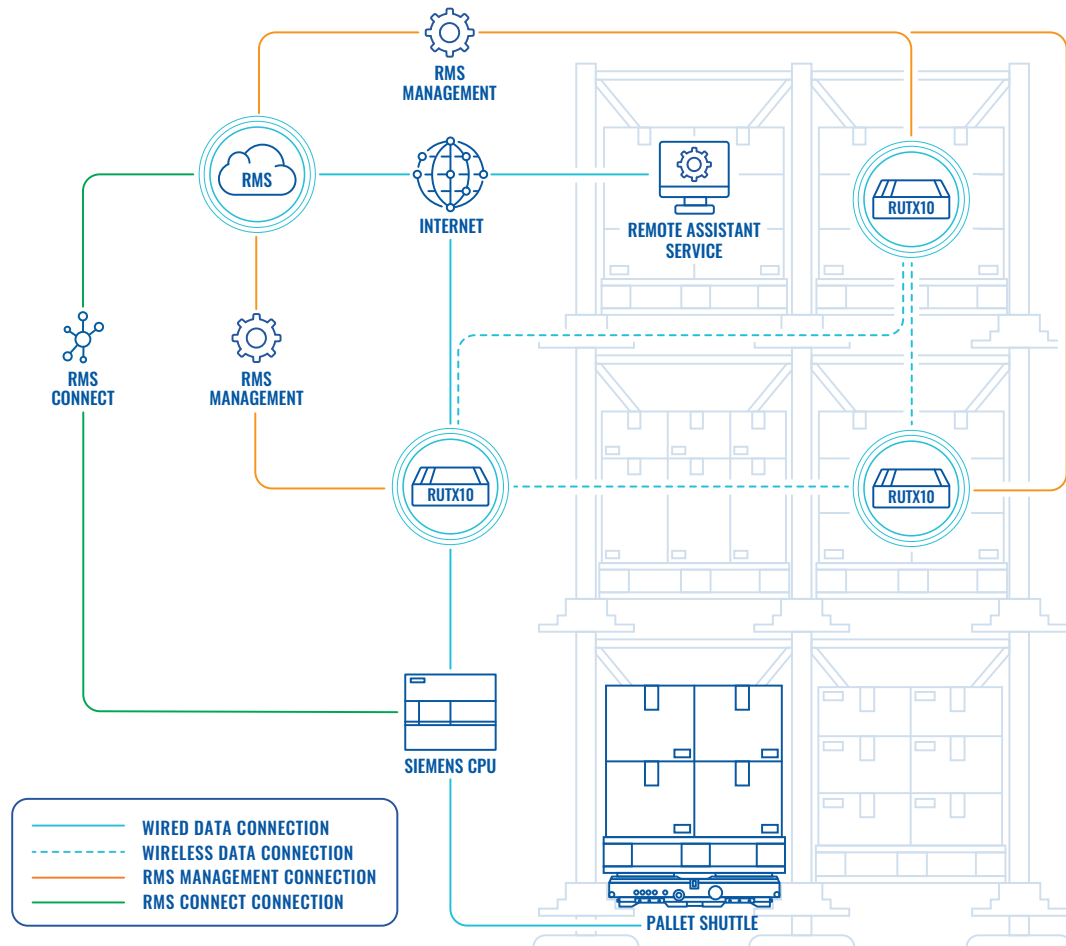 RMS
MANAGEMENT
RMS
INTERNET
REMOTE ASSISTANT
SERVICE
RUTX10
RMS
CONNECT
RMS
MANAGEMENT
RUTX10
RUTX10
SIEMENS CPU
WIRED DATA CONNECTION
WIRELESS DATA CONNECTION
RMS MANAGEMENT CONNECTION
RMS CONNECT CONNECTION
PALLET SHUTTLE